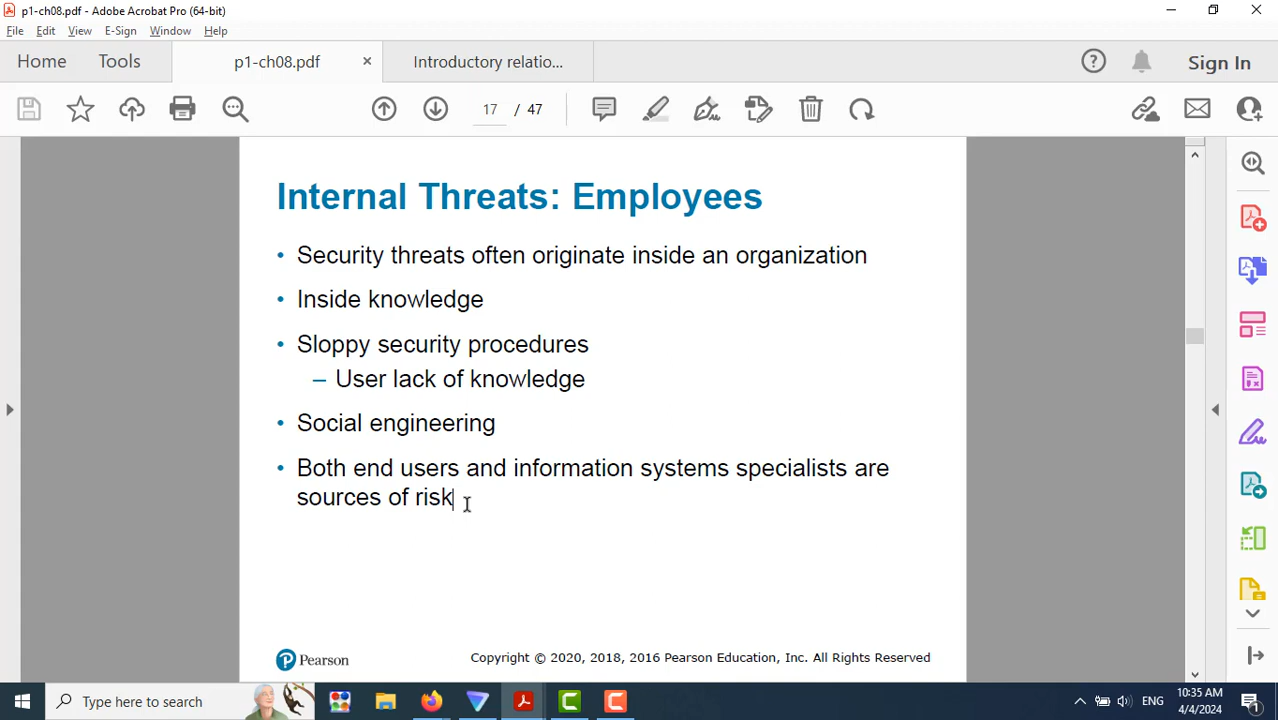 p1-ch08.pdf - Adobe Acrobat Pro (64-bit)
File Edit View E-Sign Window Help
Home Tools p1-ch08.pdf × Introductory relatio... Sign In
17 / 47
Internal Threats: Employees
• Security threats often originate inside an organization
• Inside knowledge
• Sloppy security procedures
– User lack of knowledge
• Social engineering
• Both end users and information systems specialists are
sources of risk
Pearson Copyright © 2020, 2018, 2016 Pearson Education, Inc. All Rights Reserved
Type here to search ENG 10:35 AM
4/4/2024 1